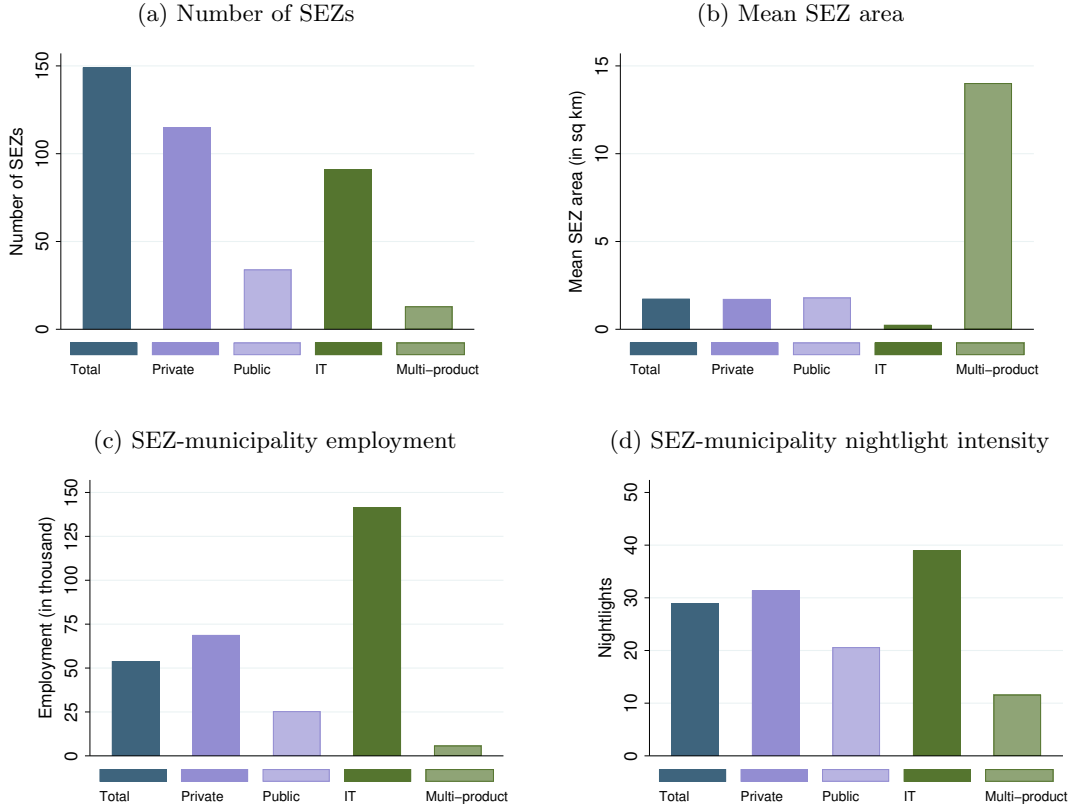 (a) Number of SEZs
Number of SEZs
150
100
50
0
Total Private Public IT Multi-product
(b) Mean SEZ area
Mean SEZ area (in sq km)
15
10
5
0
Total Private Public IT Multi-product
(c) SEZ-municipality employment
Employment (in thousand)
150
125
100
75
50
25
0
Total Private Public IT Multi-product
(d) SEZ-municipality nightlight intensity
Nightlights
50
40
30
20
10
0
Total Private Public IT Multi-product